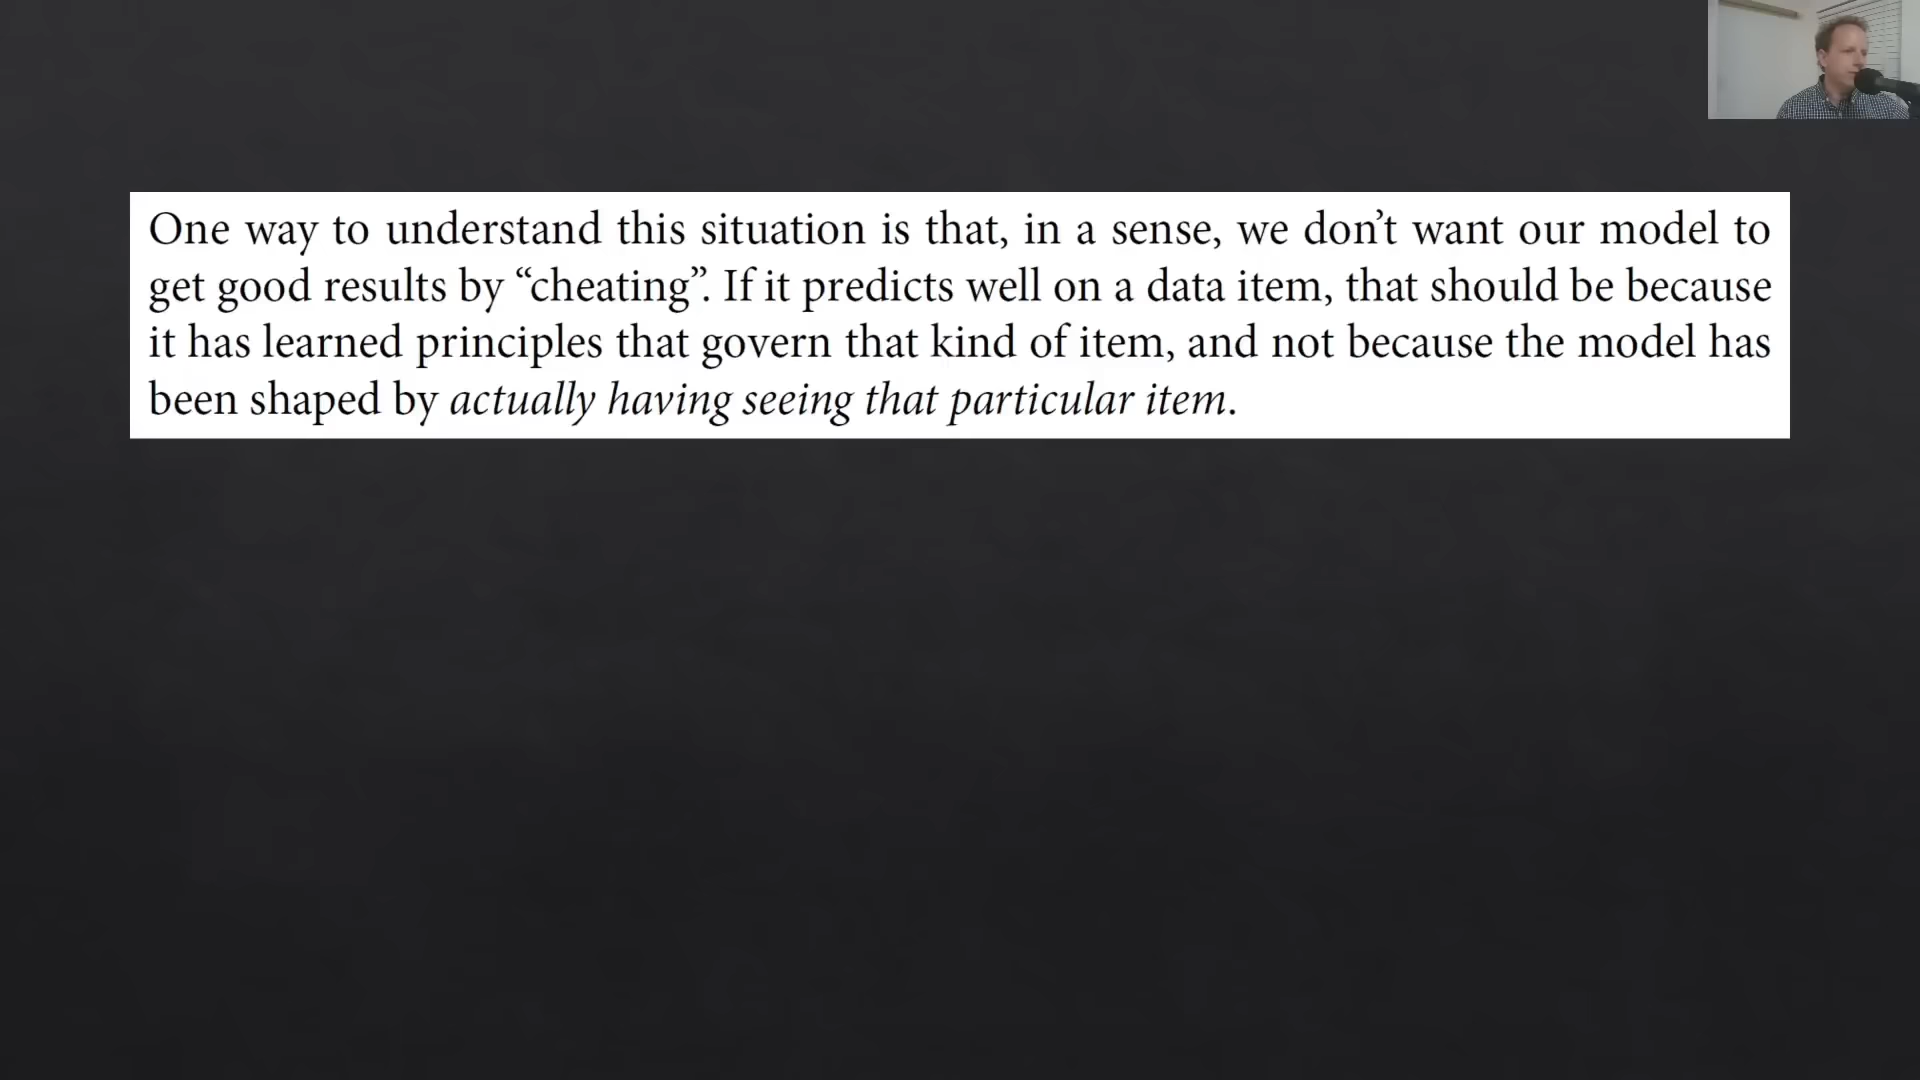 One way to understand this situation is that, in a sense, we don’t want our model to
get good results by “cheating”. If it predicts well on a data item, that should be because
it has learned principles that govern that kind of item, and not because the model has
been shaped by actually having seeing that particular item.